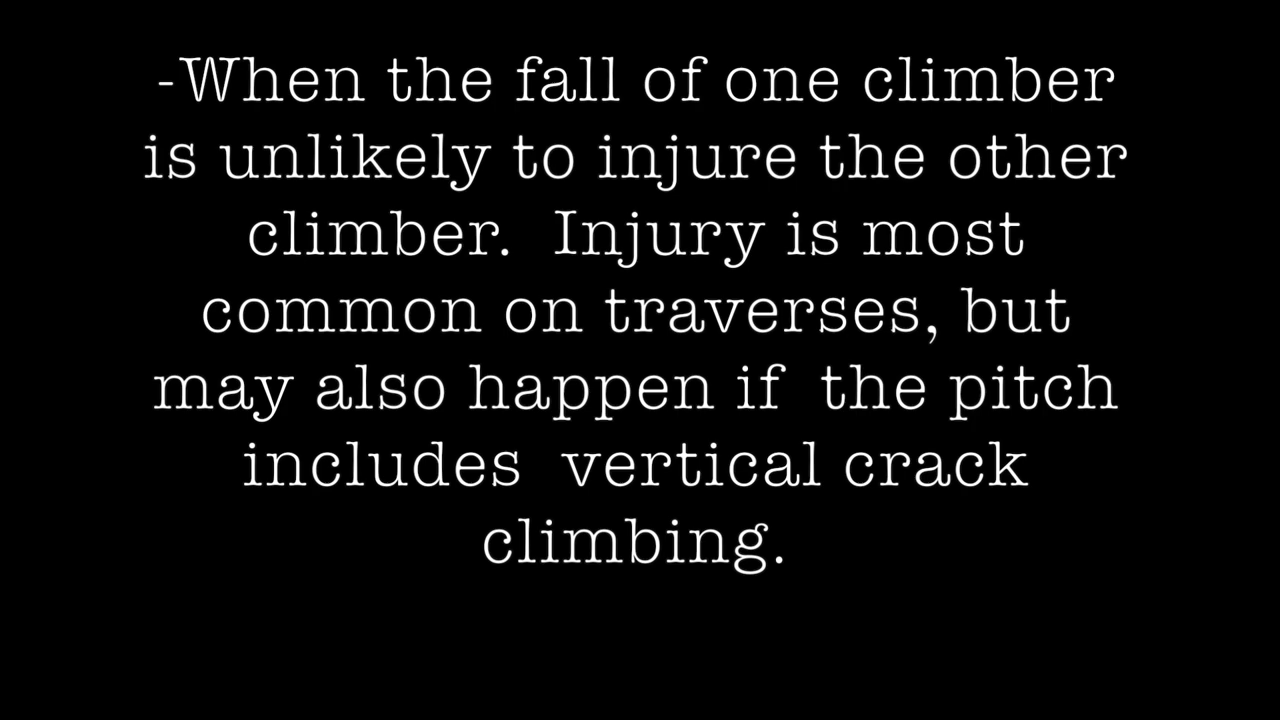 -When the fall of one climber
is unlikely to injure the other
climber.  Injury is most
common on traverses, but
may also happen if  the pitch
includes  vertical crack
climbing.